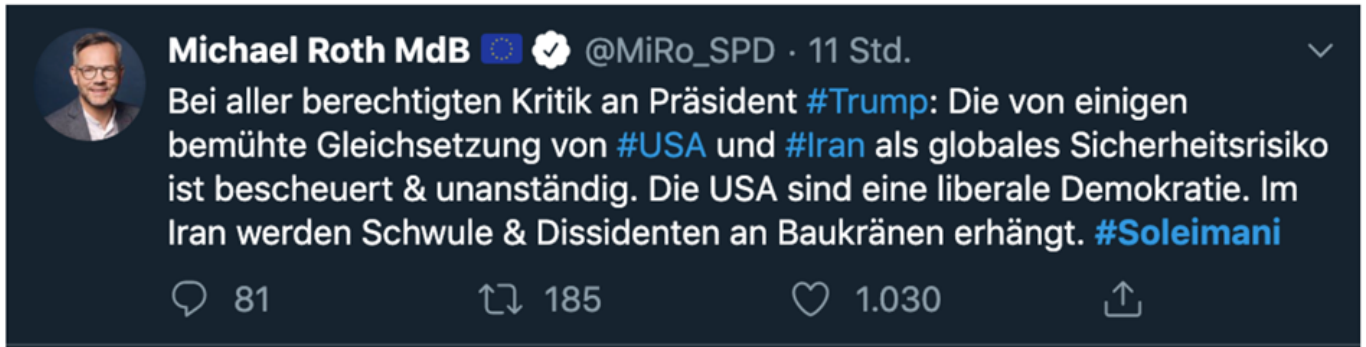 Michael Roth MdB 🇪🇺 @MiRo_SPD · 11 Std.
Bei aller berechtigten Kritik an Präsident #Trump: Die von einigen
bemühte Gleichsetzung von #USA und #Iran als globales Sicherheitsrisiko
ist bescheuert & unanständig. Die USA sind eine liberale Demokratie. Im
Iran werden Schwule & Dissidenten an Baukränen erhängt. #Soleimani
81 185 1.030